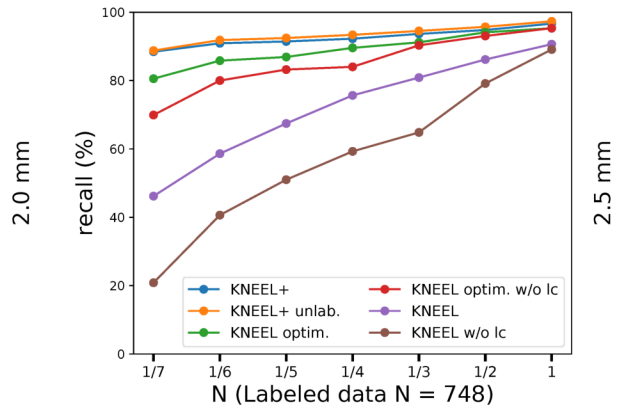 2.0 mm
recall (%)
100
80
60
40
20
0
KNEEL+
KNEEL+ unlab.
KNEEL optim.
KNEEL optim. w/o lc
KNEEL
KNEEL w/o lc
1/7 1/6 1/5 1/4 1/3 1/2 1
N (Labeled data N = 748)
2.5 mm